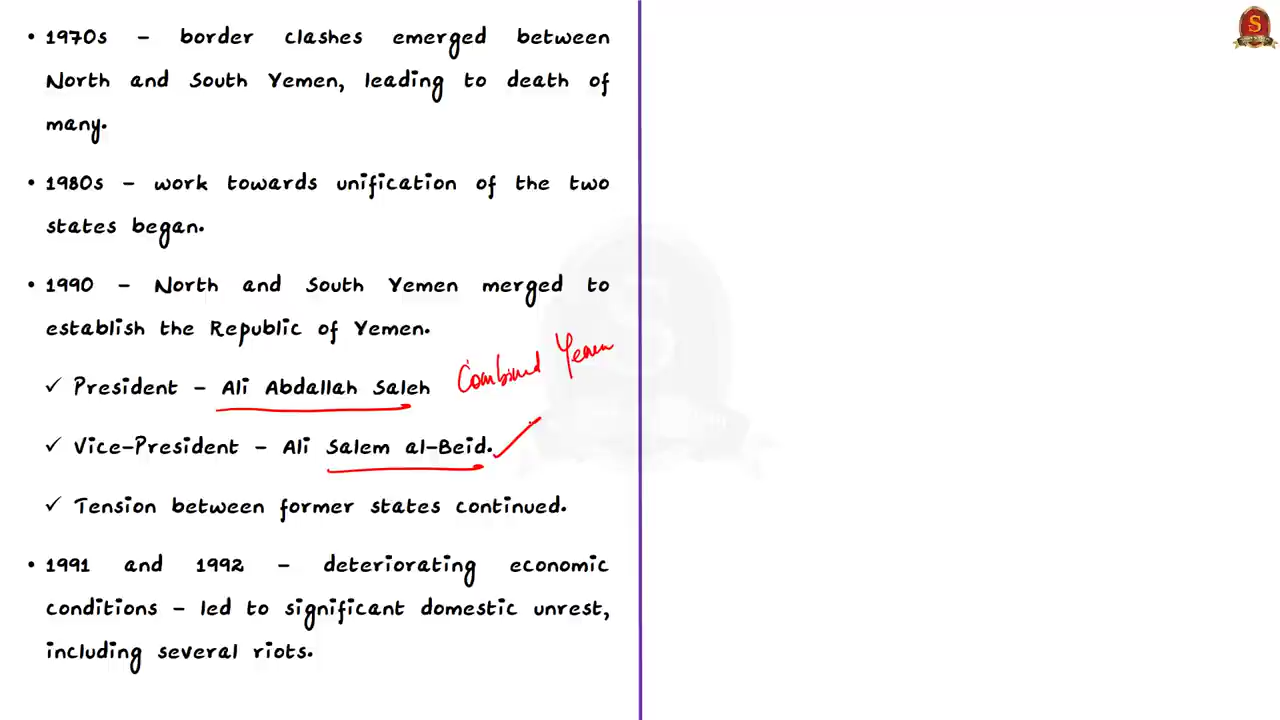 • 1970s – border clashes emerged between
North and South Yemen, leading to death of
many.
• 1980s – work towards unification of the two
states began.
• 1990 – North and South Yemen merged to
establish the Republic of Yemen.
Combined Yemen
✓ President – Ali Abdallah Saleh
✓ Vice-President – Ali Salem al-Beid.
✓ Tension between former states continued.
• 1991 and 1992 – deteriorating economic
conditions – led to significant domestic unrest,
including several riots.